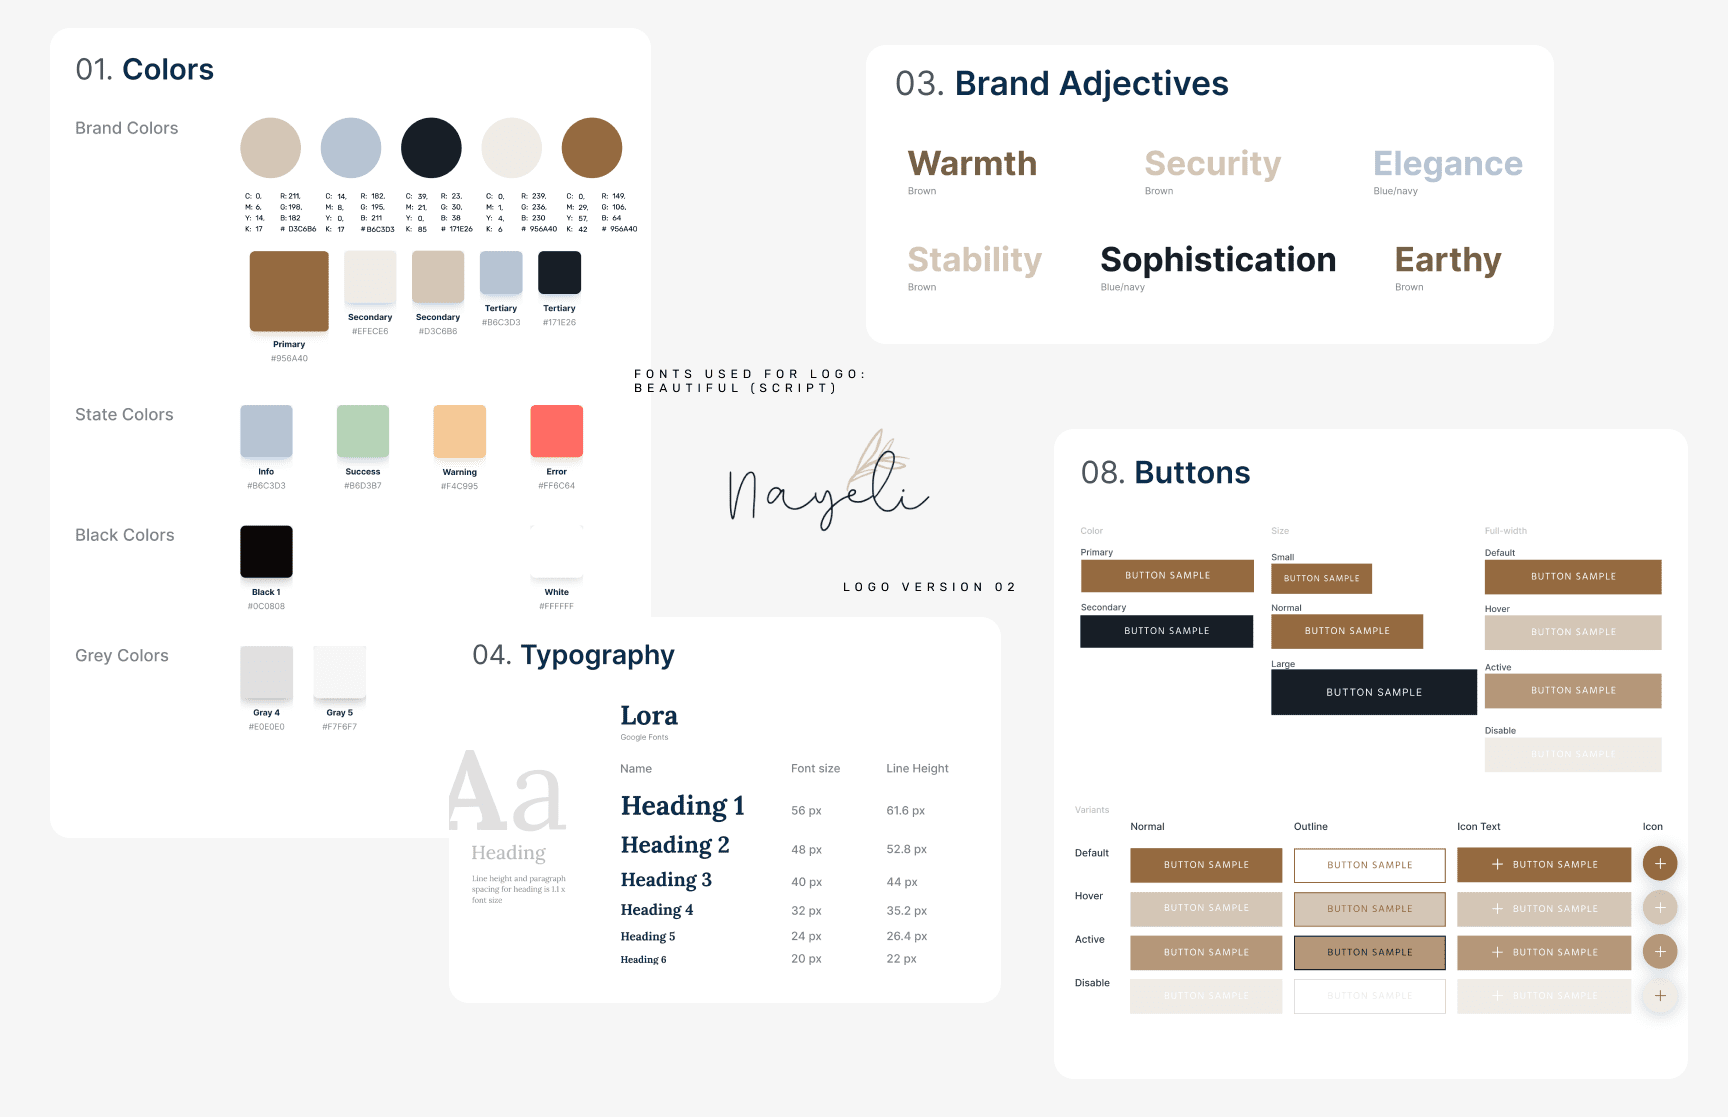 01. Colors
Brand Colors
C: 0, R: 211,
M: 6, G: 198,
Y: 14, B: 182
K: 17 # D3C6B6
C: 14, R: 182,
M: 8, G: 195,
Y: 0, B: 211
K: 17 # B6C3D3
C: 39, R: 23,
M: 21, G: 30,
Y: 0, B: 38
K: 85 # 171E26
C: 0, R: 239,
M: 1, G: 236,
Y: 4, B: 230
K: 6 # 956A40
C: 0, R: 149,
M: 29, G: 106,
Y: 57, B: 64
K: 42 # 956A40
Primary
#956A40
Secondary
#EFECE6
Secondary
#D3C6B6
Tertiary
#B6C3D3
Tertiary
#171E26
State Colors
Info
#B6C3D3
Success
#B6D3B7
Warning
#F4C995
Error
#FF6C64
Black Colors
Black 1
#0C0808
White
#FFFFFF
Grey Colors
Gray 4
#E0E0E0
Gray 5
#F7F6F7
03. Brand Adjectives
Warmth
Brown
Security
Brown
Elegance
Blue/navy
Stability
Brown
Sophistication
Blue/navy
Earthy
Brown
FONTS USED FOR LOGO:
BEAUTIFUL (SCRIPT)
Nayeli
LOGO VERSION 02
04. Typography
Lora
Google Fonts
Aa
Heading
Line height and paragraph
spacing for heading is 1.1 x
font size
Name Font size Line Height
Heading 1 56 px 61.6 px
Heading 2 48 px 52.8 px
Heading 3 40 px 44 px
Heading 4 32 px 35.2 px
Heading 5 24 px 26.4 px
Heading 6 20 px 22 px
08. Buttons
Color
Primary
BUTTON SAMPLE
Secondary
BUTTON SAMPLE
Size
Small
BUTTON SAMPLE
Normal
BUTTON SAMPLE
Large
BUTTON SAMPLE
Full-width
Default
BUTTON SAMPLE
Hover
BUTTON SAMPLE
Active
BUTTON SAMPLE
Disable
BUTTON SAMPLE
Variants
Normal Outline Icon Text Icon
Default BUTTON SAMPLE BUTTON SAMPLE + BUTTON SAMPLE +
Hover BUTTON SAMPLE BUTTON SAMPLE + BUTTON SAMPLE +
Active BUTTON SAMPLE BUTTON SAMPLE + BUTTON SAMPLE +
Disable BUTTON SAMPLE BUTTON SAMPLE + BUTTON SAMPLE +